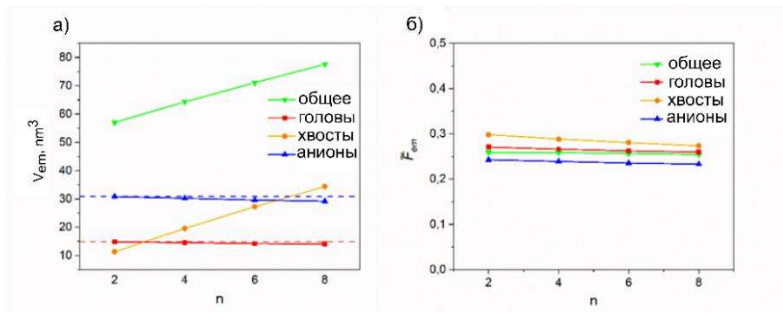 а)
80
70
60
50
40
30
20
10
V_em, nm³
2 4 6 8
n
общее
головы
хвосты
анионы
б)
0,5
0,4
0,3
0,2
0,1
0,0
F̃_em
2 4 6 8
n
общее
головы
хвосты
анионы